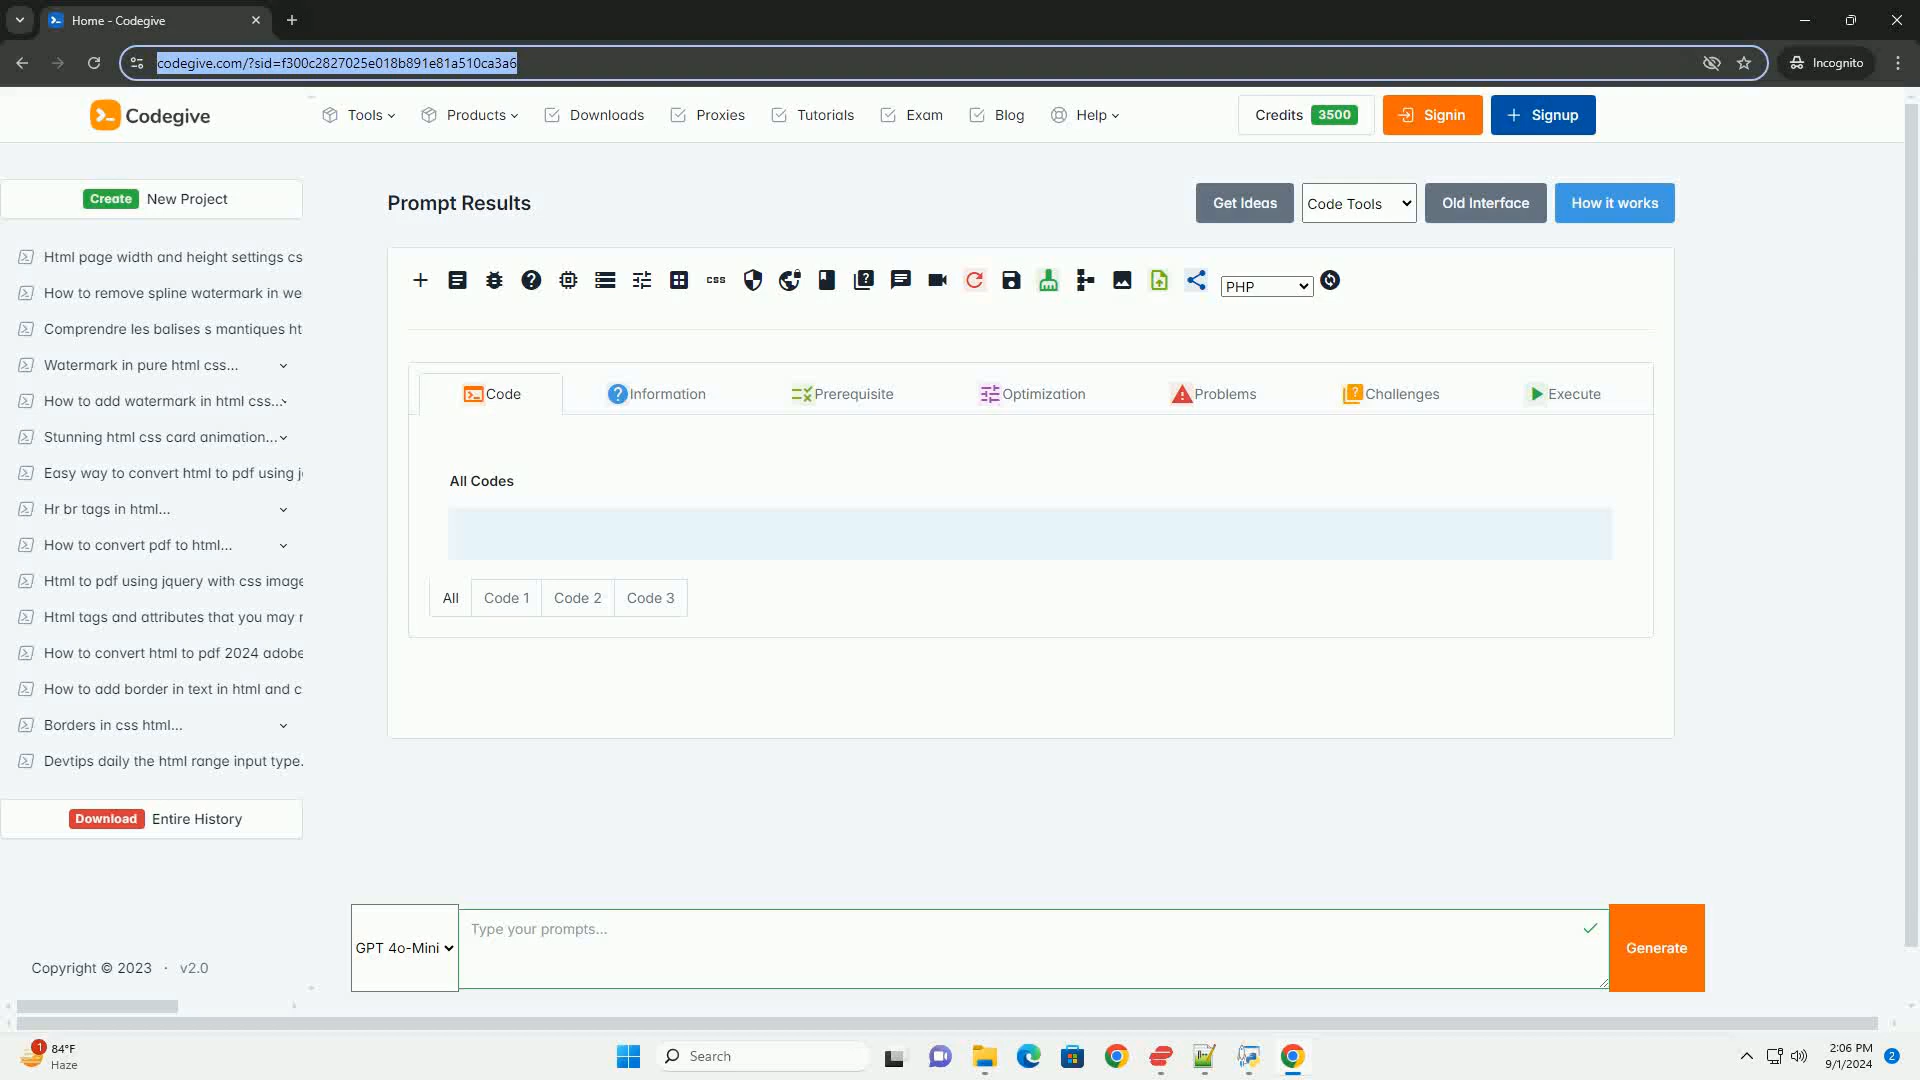 Home - Codegive
codegive.com/?sid=f300c2827025e018b891e81a510ca3a6
Incognito
Codegive
Tools
Products
Downloads
Proxies
Tutorials
Exam
Blog
Help
Credits 3500
Signin
Signup
Create New Project
Html page width and height settings cs
How to remove spline watermark in we
Comprendre les balises s mantiques ht
Watermark in pure html css...
How to add watermark in html css...
Stunning html css card animation...
Easy way to convert html to pdf using j
Hr br tags in html...
How to convert pdf to html...
Html to pdf using jquery with css image
Html tags and attributes that you may r
How to convert html to pdf 2024 adobe
How to add border in text in html and c
Borders in css html...
Devtips daily the html range input type.
Download Entire History
Copyright © 2023 · v2.0
Prompt Results
Get Ideas
Code Tools
Old Interface
How it works
css
PHP
Code
Information
Prerequisite
Optimization
Problems
Challenges
Execute
All Codes
All
Code 1
Code 2
Code 3
GPT 4o-Mini
Type your prompts...
Generate
1
84°F
Haze
Search
2:06 PM
9/1/2024
2